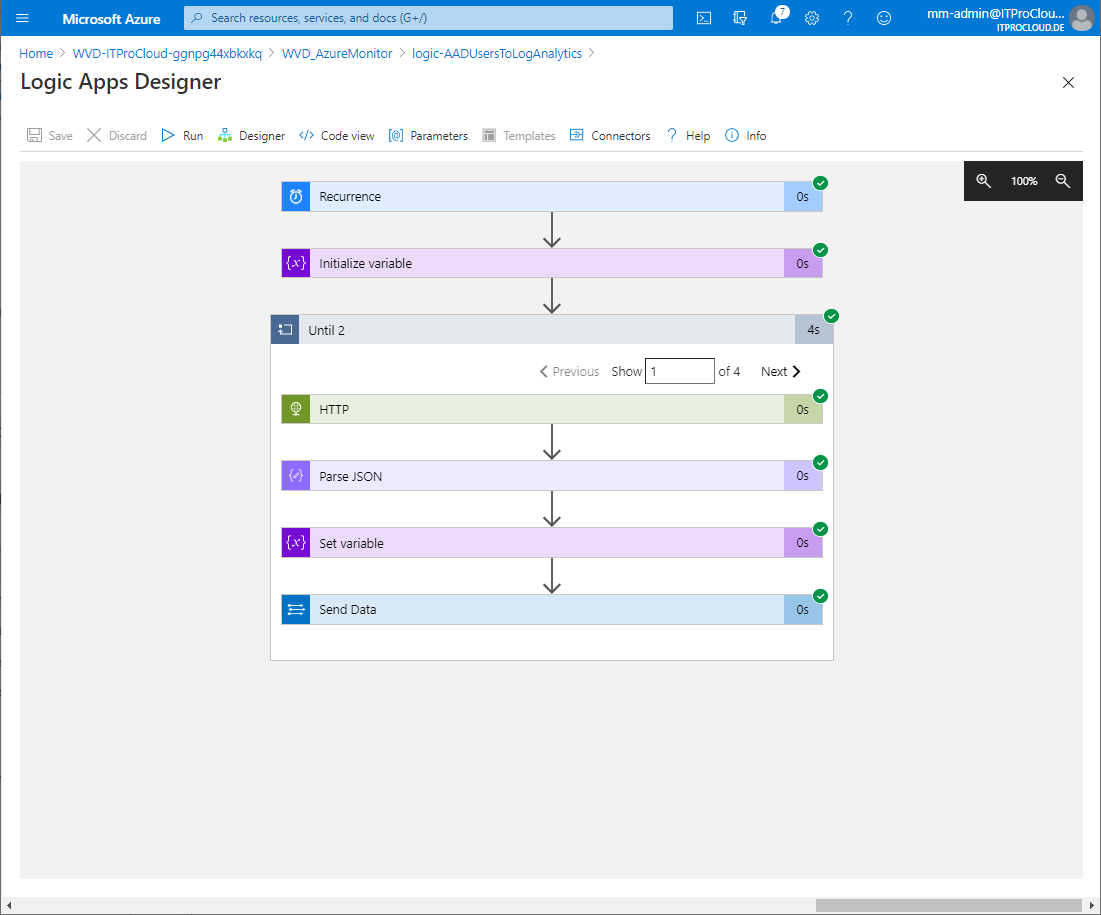 Microsoft Azure
Search resources, services, and docs (G+/)
7
mm-admin@ITProClou...
ITPROCLOUD.DE
Home > WVD-ITProCloud-ggnpg44xbkxkq > WVD_AzureMonitor > logic-AADUsersToLogAnalytics >
Logic Apps Designer
Save Discard Run Designer Code view Parameters Templates Connectors Help Info
100%
Recurrence 0s
{x} Initialize variable 0s
Until 2 4s
Previous Show 1 of 4 Next
HTTP 0s
Parse JSON 0s
{x} Set variable 0s
Send Data 0s